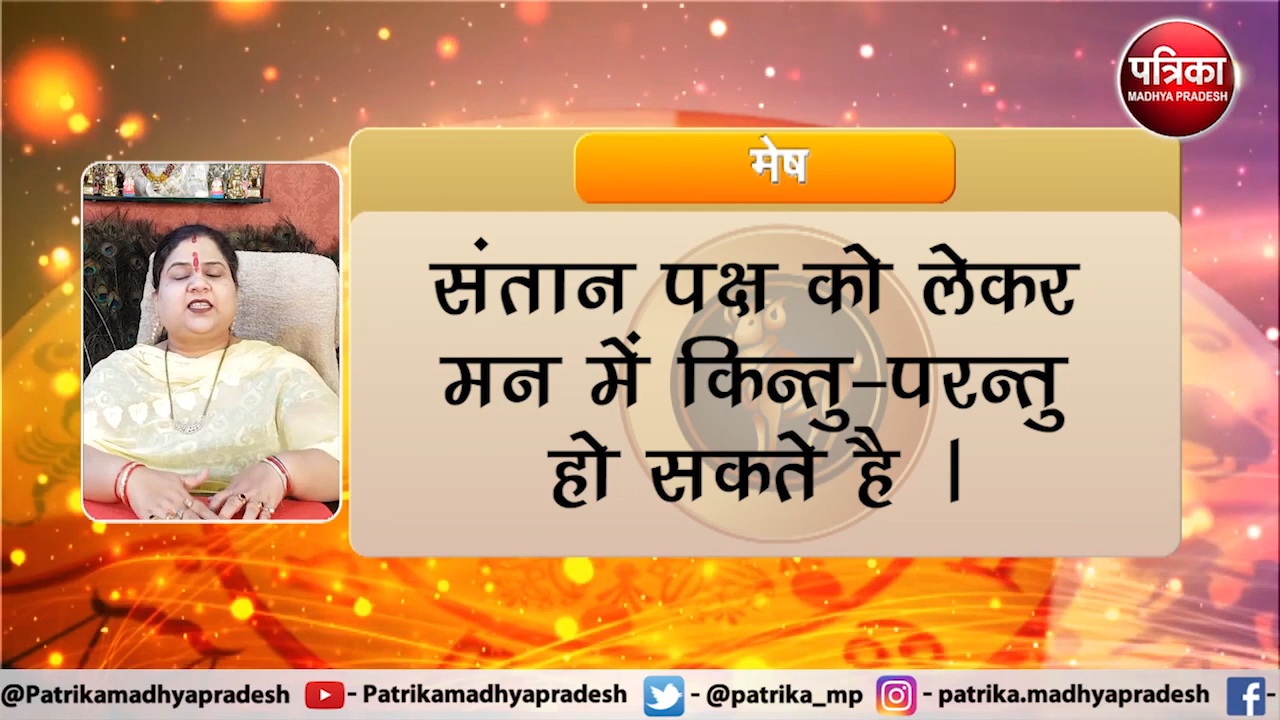 पत्रिका
MADHYA PRADESH
मेष
संतान पक्ष को लेकर
मन में किन्तु-परन्तु
हो सकते है ।
@Patrikamadhyapradesh - Patrikamadhyapradesh - @patrika_mp - patrika.madhyapradesh -